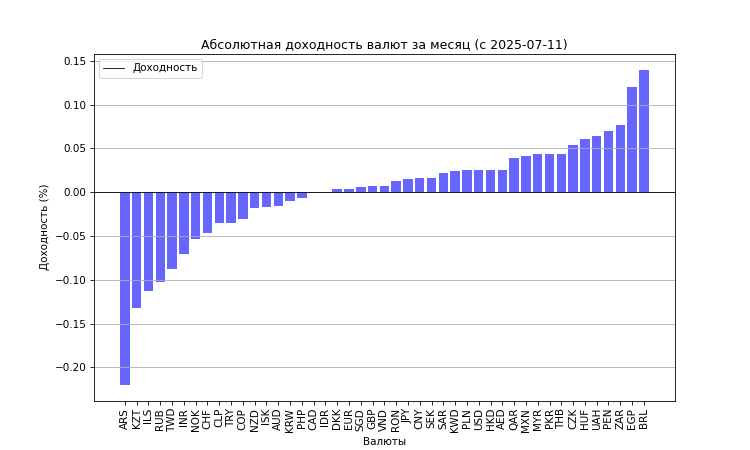 Абсолютная доходность валют за месяц (с 2025-07-11)
Доходность
0.15
0.10
0.05
0.00
−0.05
−0.10
−0.15
−0.20
Доходность (%)
ARS KZT ILS RUB TWD INR NOK CHF CLP TRY COP NZD ISK AUD KRW PHP CAD IDR DKK EUR SGD GBP VND RON JPY CNY SEK SAR KWD PLN USD HKD AED QAR MXN MYR PKR THB CZK HUF UAH PEN ZAR EGP BRL
Валюты